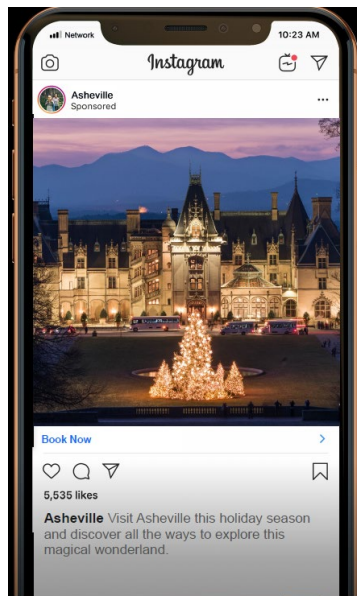 Network 10:23 AM
Instagram
Asheville
Sponsored
Book Now
5,535 likes
Asheville Visit Asheville this holiday season
and discover all the ways to explore this
magical wonderland.